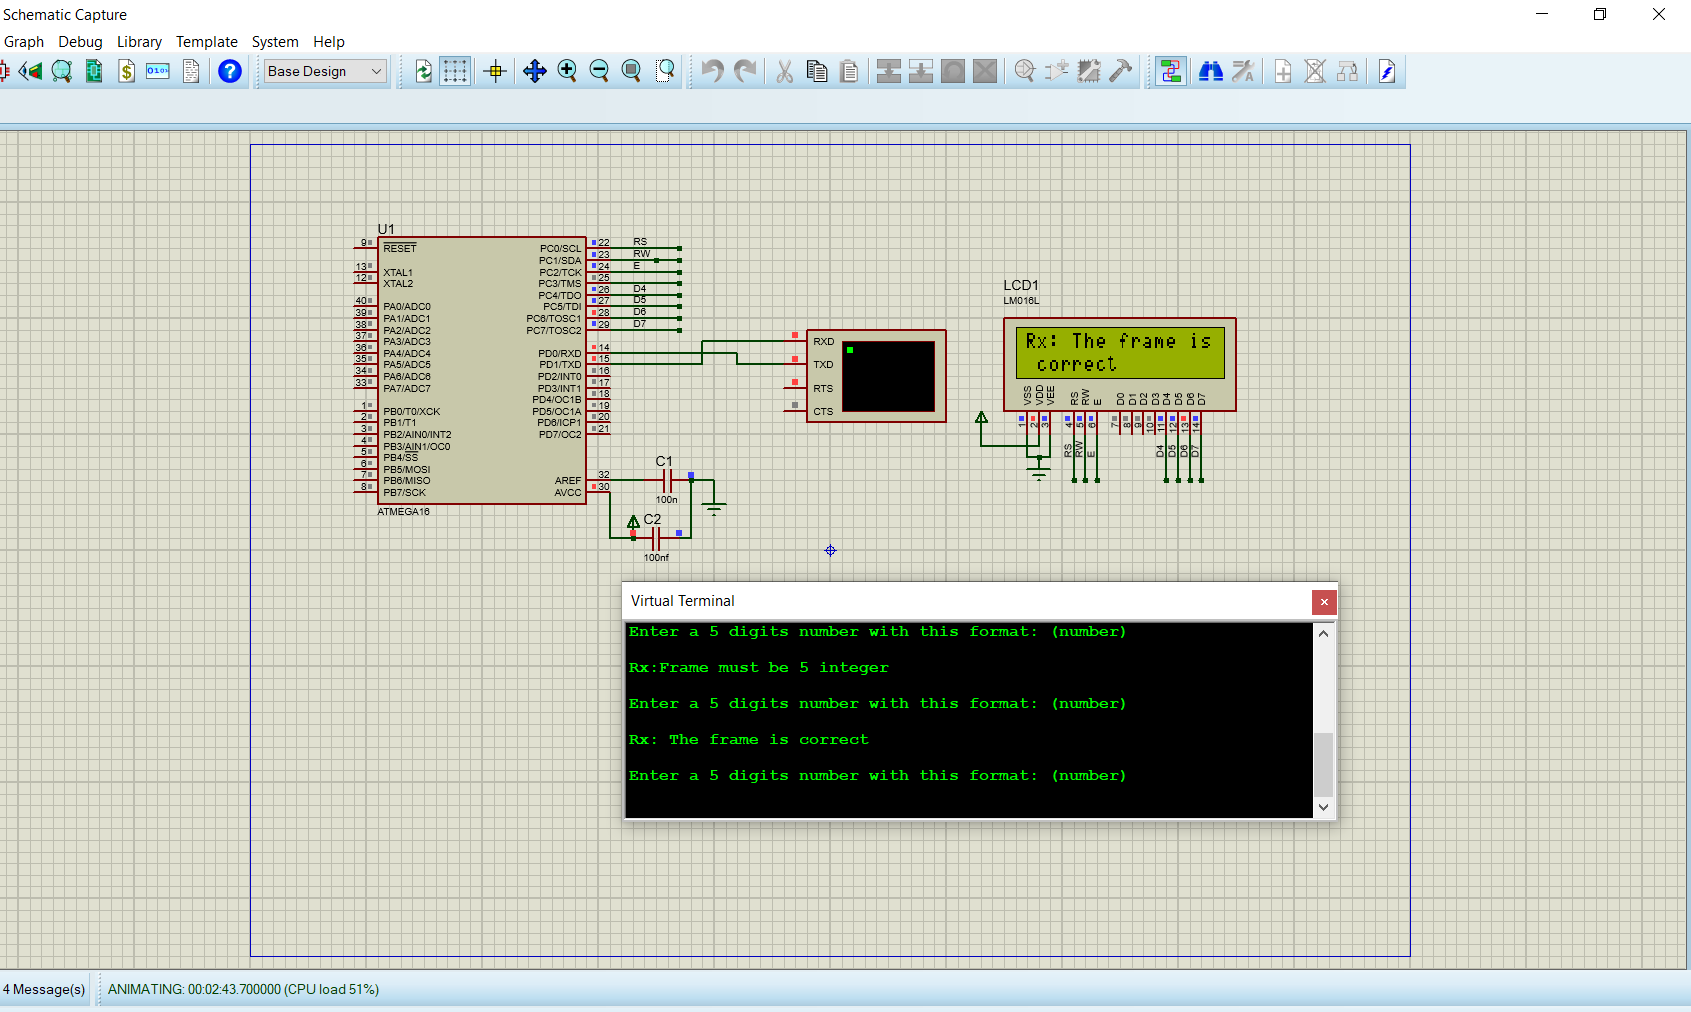 Schematic Capture
Graph Debug Library Template System Help
Base Design
U1
9 RESET
13 XTAL1
12 XTAL2
40 PA0/ADC0
39 PA1/ADC1
38 PA2/ADC2
37 PA3/ADC3
36 PA4/ADC4
35 PA5/ADC5
34 PA6/ADC6
33 PA7/ADC7
1 PB0/T0/XCK
2 PB1/T1
3 PB2/AIN0/INT2
4 PB3/AIN1/OC0
5 PB4/SS
6 PB5/MOSI
7 PB6/MISO
8 PB7/SCK
PC0/SCL 22 RS
PC1/SDA 23 RW
PC2/TCK 24 E
PC3/TMS 25
PC4/TDO 26 D4
PC5/TDI 27 D5
PC6/TOSC1 28 D6
PC7/TOSC2 29 D7
PD0/RXD 14
PD1/TXD 15
PD2/INT0 16
PD3/INT1 17
PD4/OC1B 18
PD5/OC1A 19
PD6/ICP1 20
PD7/OC2 21
AREF 32
AVCC 30
ATMEGA16
C1
100n
C2
100nf
RXD
TXD
RTS
CTS
LCD1
LM016L
Rx: The frame is
correct
VSS VDD VEE RS RW E D0 D1 D2 D3 D4 D5 D6 D7
1 2 3 4 5 6 7 8 9 10 11 12 13 14
RS RW E D4 D5 D6 D7
Virtual Terminal
Enter a 5 digits number with this format: (number)
Rx:Frame must be 5 integer
Enter a 5 digits number with this format: (number)
Rx: The frame is correct
Enter a 5 digits number with this format: (number)
4 Message(s)
ANIMATING: 00:02:43.700000 (CPU load 51%)